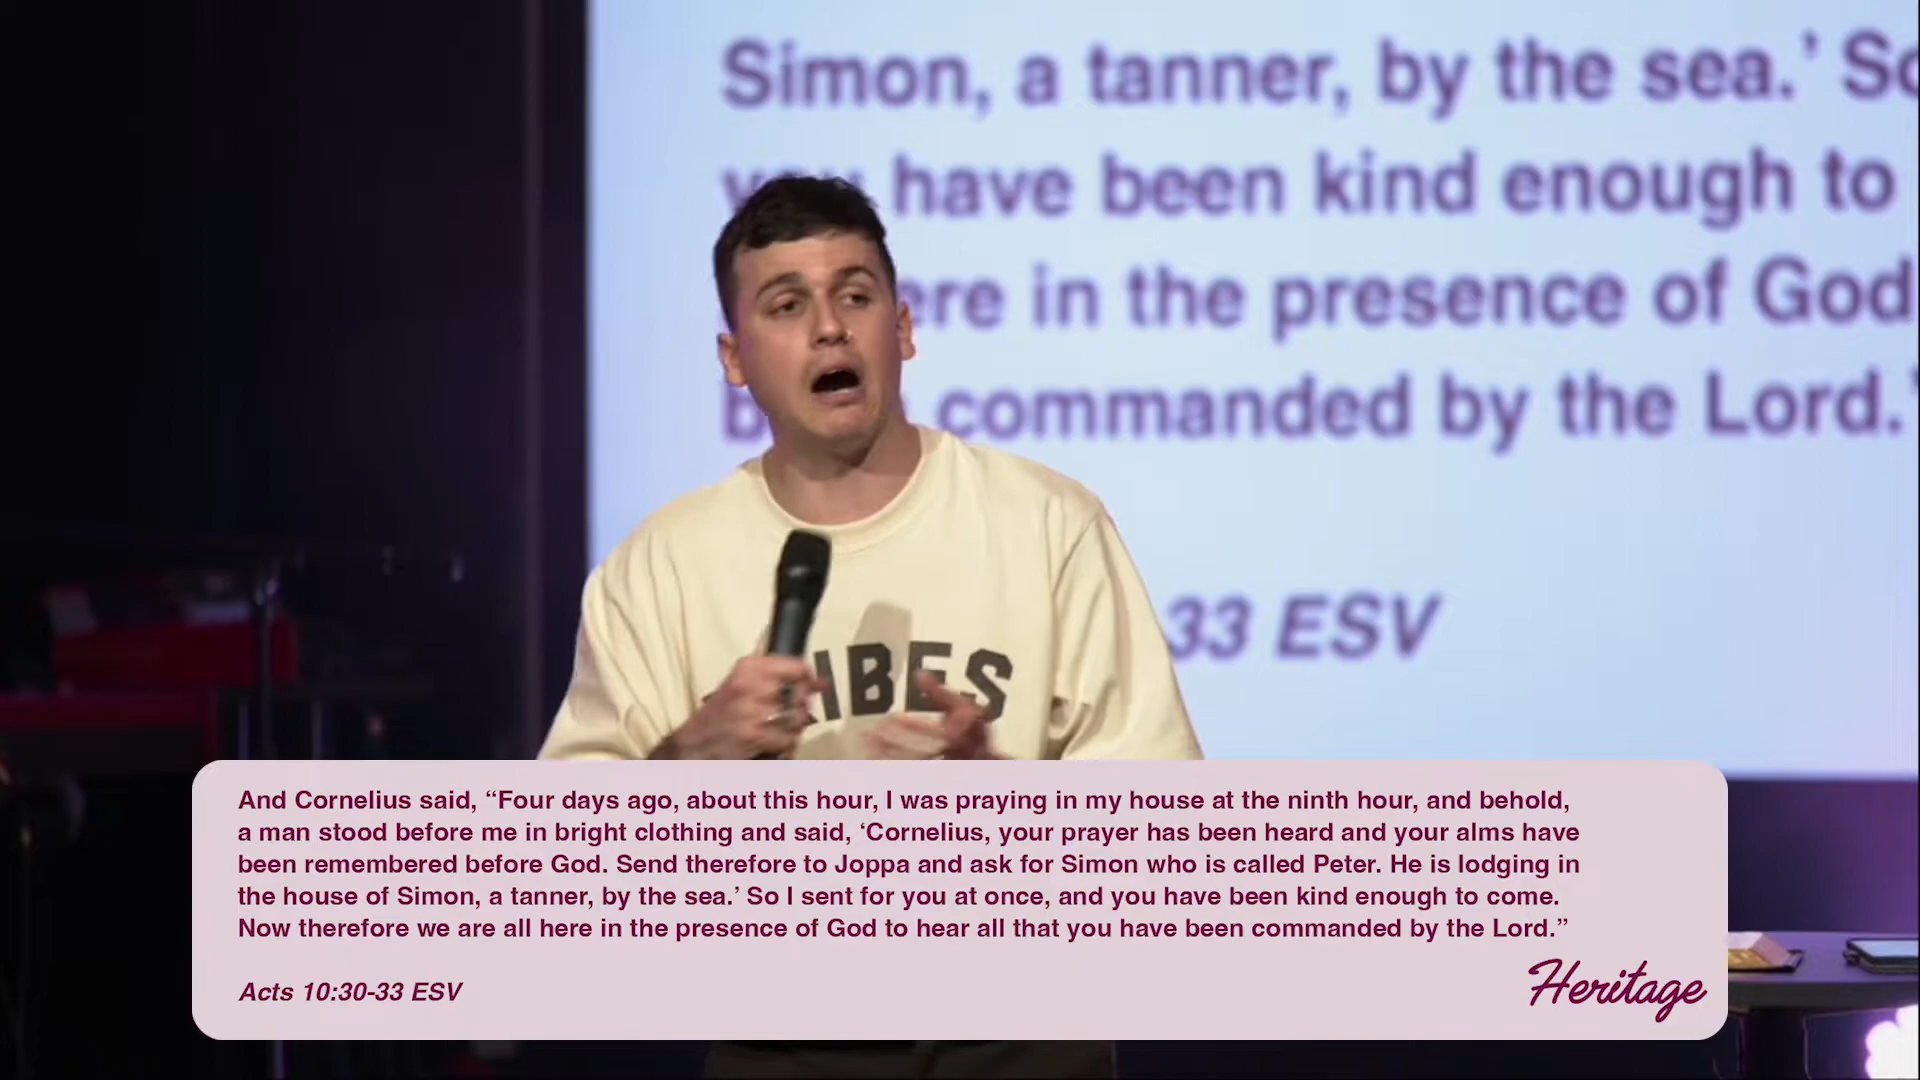 Simon, a tanner, by the sea.’ So
have been kind enough to
in the presence of God
commanded by the Lord.
33 ESV
And Cornelius said, “Four days ago, about this hour, I was praying in my house at the ninth hour, and behold,
a man stood before me in bright clothing and said, ‘Cornelius, your prayer has been heard and your alms have
been remembered before God. Send therefore to Joppa and ask for Simon who is called Peter. He is lodging in
the house of Simon, a tanner, by the sea.’ So I sent for you at once, and you have been kind enough to come.
Now therefore we are all here in the presence of God to hear all that you have been commanded by the Lord.”
Acts 10:30-33 ESV
Heritage